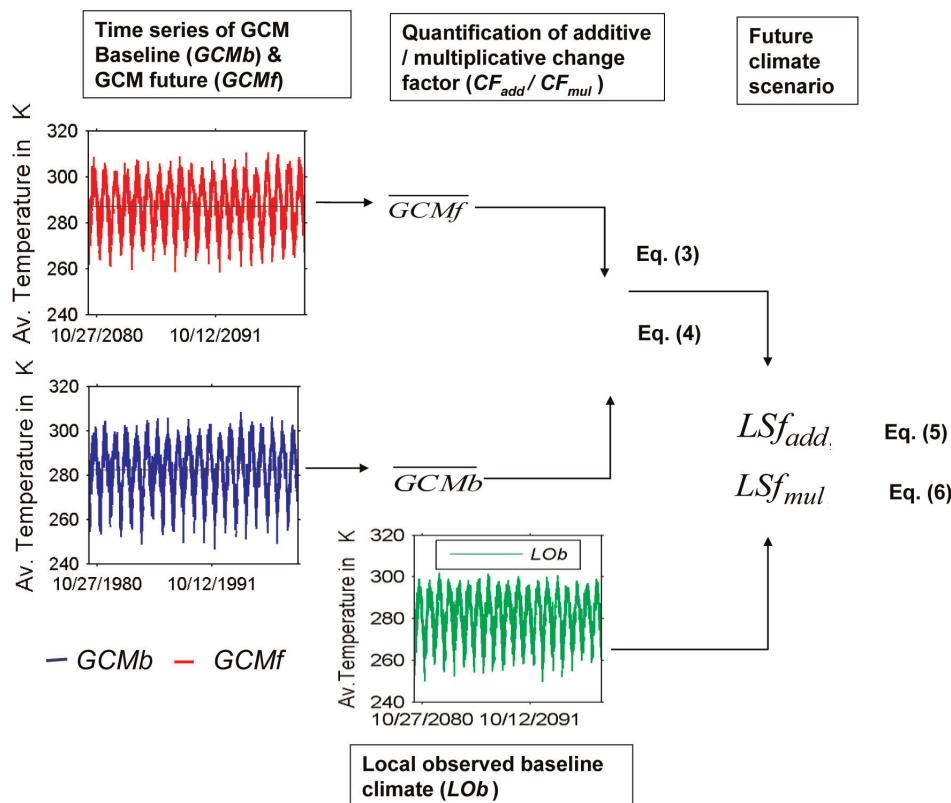 Time series of GCM
Baseline (GCMb) &
GCM future (GCMf)
Quantification of additive
/ multiplicative change
factor (CFadd / CFmul )
Future
climate
scenario
Av. Temperature in K
320
300
280
260
240
10/27/2080 10/12/2091
GCMf
Eq. (3)
Eq. (4)
Av. Temperature in K
320
300
280
260
240
10/27/1980 10/12/1991
GCMb
LSfadd, Eq. (5)
LSfmul Eq. (6)
Av.Temperature in K
320
300
280
260
240
LOb
10/27/2080 10/12/2091
GCMb GCMf
Local observed baseline
climate (LOb)